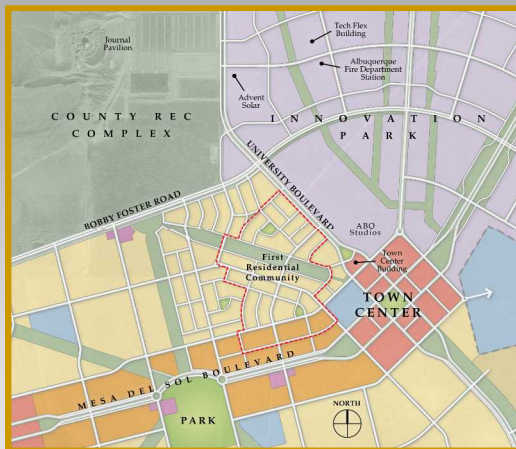 Journal
Pavilion
Tech Flex
Building
Albuquerque
Fire Department
Station
Advent
Solar
COUNTY REC
COMPLEX
INNOVATION
PARK
UNIVERSITY BOULEVARD
BOBBY FOSTER ROAD
ABQ
Studios
First
Residential
Community
Town
Center
Building
TOWN
CENTER
MESA DEL SOL BOULEVARD
PARK
NORTH